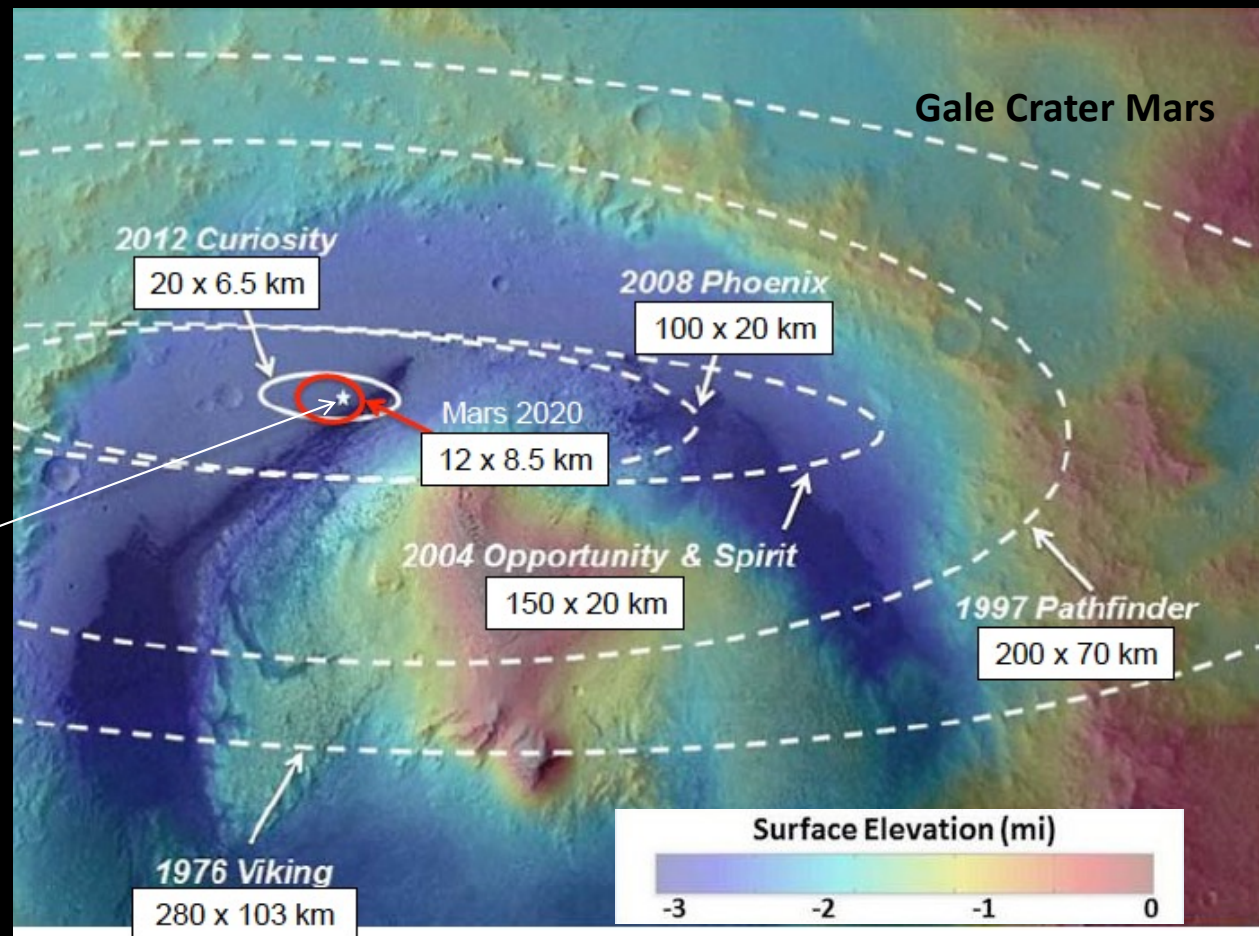 Gale Crater Mars
2012 Curiosity
20 x 6.5 km
2008 Phoenix
100 x 20 km
Mars 2020
12 x 8.5 km
2004 Opportunity & Spirit
150 x 20 km
1997 Pathfinder
200 x 70 km
1976 Viking
280 x 103 km
Surface Elevation (mi)
-3 -2 -1 0